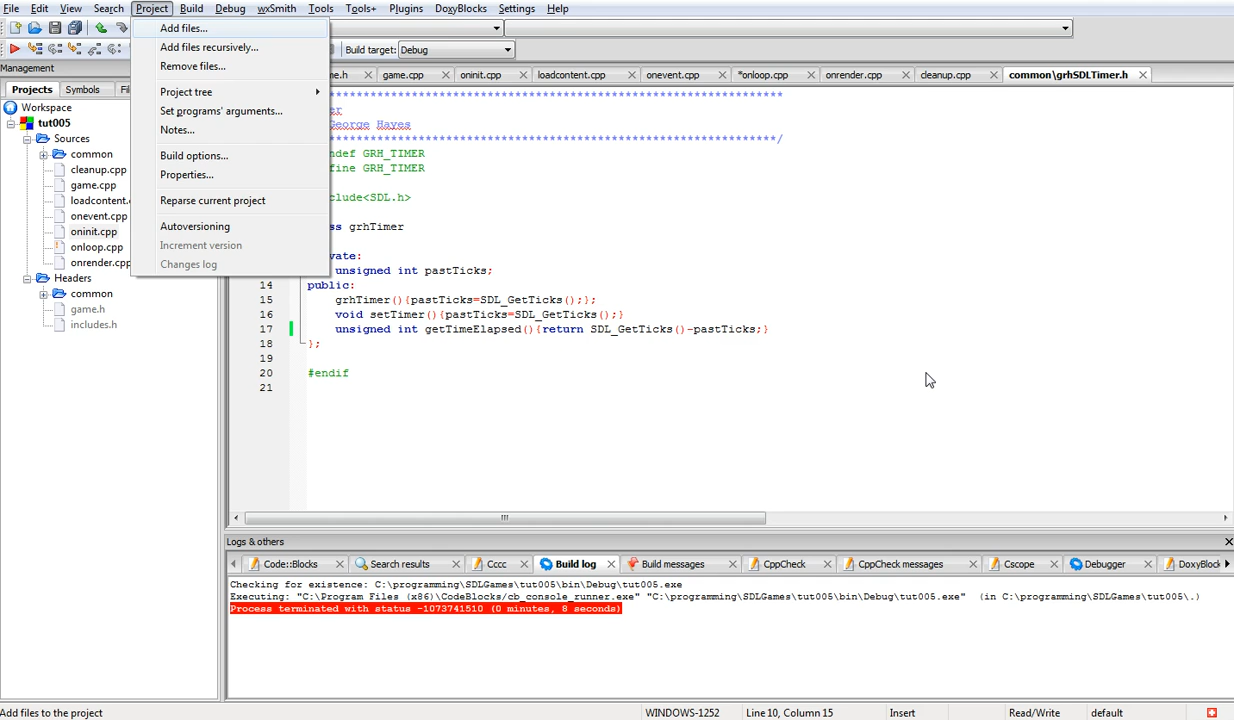 File Edit View Search Project Build Debug wxSmith Tools Tools+ Plugins DoxyBlocks Settings Help
Add files...
Add files recursively...
Remove files...
Project tree
Set programs' arguments...
Notes...
Build options...
Properties...
Reparse current project
Autoversioning
Increment version
Changes log
Build target: Debug
Management
Projects Symbols
me.h game.cpp oninit.cpp loadcontent.cpp onevent.cpp *onloop.cpp onrender.cpp cleanup.cpp common\grhSDLTimer.h
Workspace
tut005
Sources
common
cleanup.cpp
game.cpp
loadcontent.
onevent.cpp
oninit.cpp
onloop.cpp
onrender.cpp
Headers
common
game.h
includes.h
***********************************************************
er
George Hayes
**********************************************************/
ndef GRH_TIMER
fine GRH_TIMER
clude<SDL.h>
ss grhTimer
vate:
unsigned int pastTicks;
14 public:
15 grhTimer(){pastTicks=SDL_GetTicks();};
16 void setTimer(){pastTicks=SDL_GetTicks();}
17 unsigned int getTimeElapsed(){return SDL_GetTicks()-pastTicks;}
18 };
19
20 #endif
21
Logs & others
Code::Blocks Search results Cccc Build log Build messages CppCheck CppCheck messages Cscope Debugger DoxyBlock
Checking for existence: C:\programming\SDLGames\tut005\bin\Debug\tut005.exe
Executing: "C:\Program Files (x86)\CodeBlocks/cb_console_runner.exe" "C:\programming\SDLGames\tut005\bin\Debug\tut005.exe" (in C:\programming\SDLGames\tut005\.)
Process terminated with status -1073741510 (0 minutes, 8 seconds)
Add files to the project WINDOWS-1252 Line 10, Column 15 Insert Read/Write default